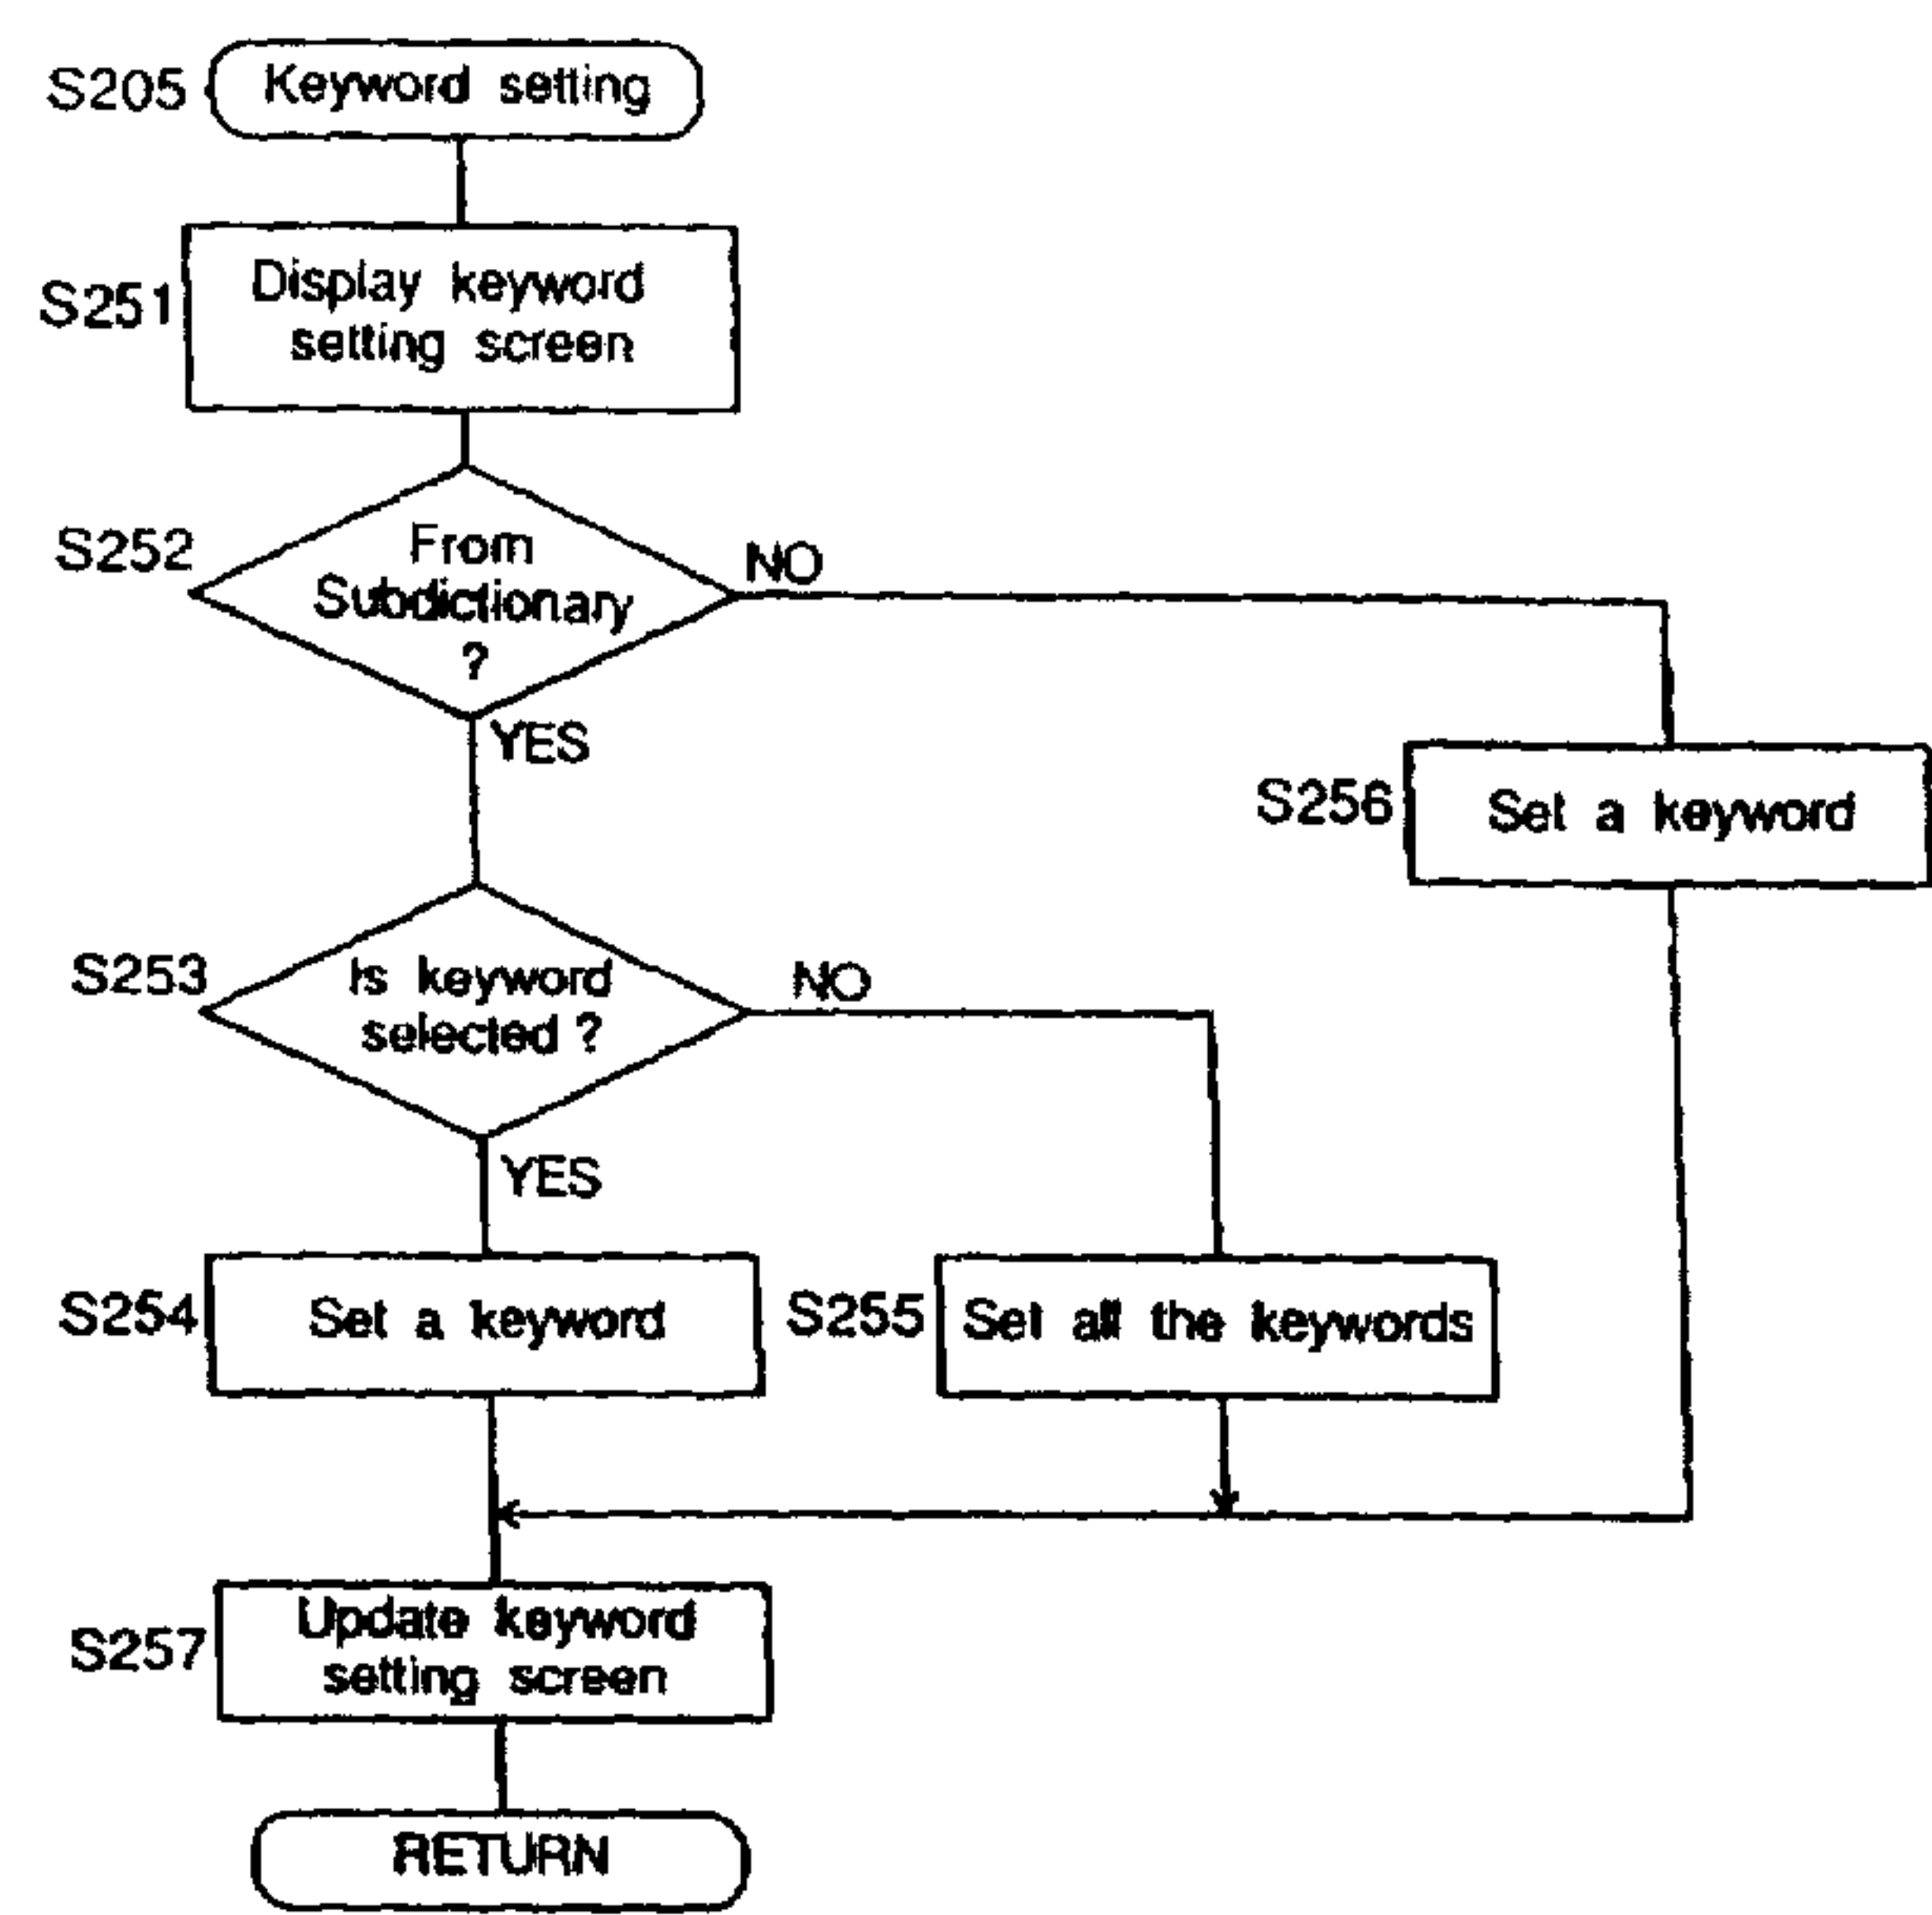 S205 Keyword setting
S251 Display keyword
setting screen
S252 From
Subdictionary
?
NO
YES
S256 Set a keyword
S253 Is keyword
selected ?
NO
YES
S254 Set a keyword
S255 Set all the keywords
S257 Update keyword
setting screen
RETURN